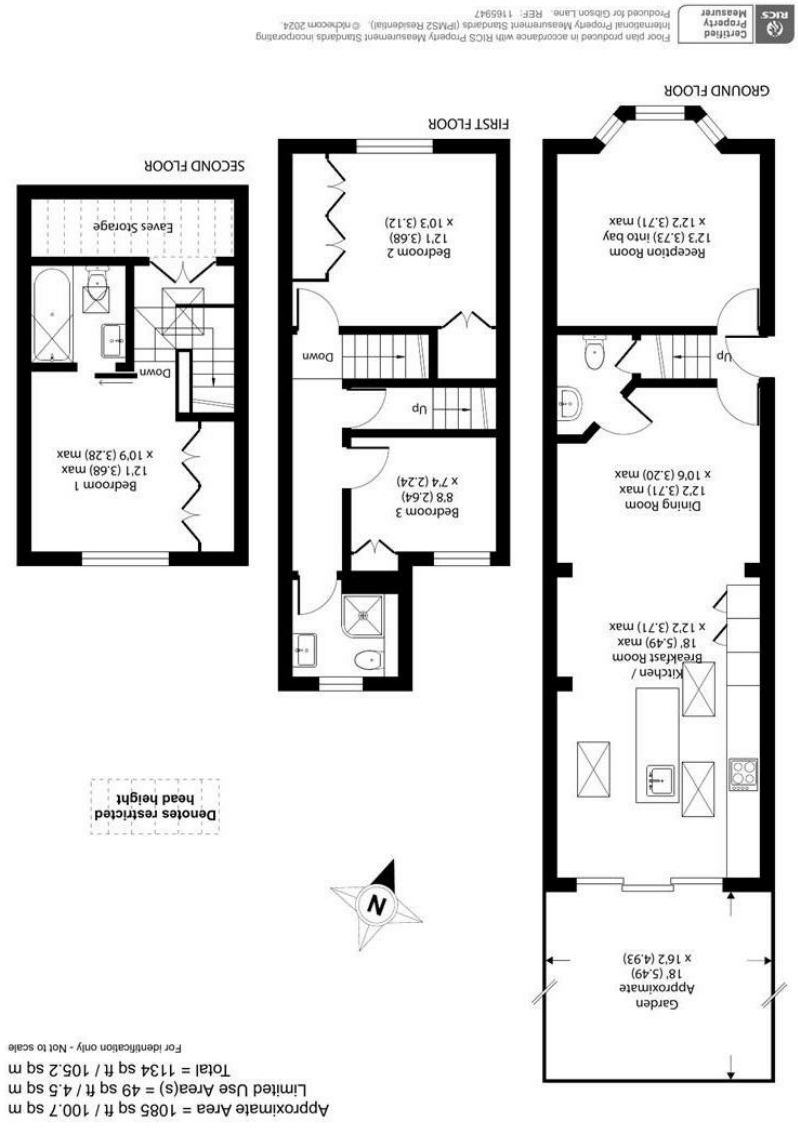 Approximate Area = 1085 sq ft / 100.7 sq m
Limited Use Area(s) = 49 sq ft / 4.5 sq m
Total = 1134 sq ft / 105.2 sq m
For identification only - Not to scale
Garden
Approximate
18' (5.49)
x 16'2 (4.93)
N
Denotes restricted
head height
Kitchen /
Breakfast Room
18' (5.49) max
x 12'2 (3.71) max
Dining Room
12'2 (3.71) max
x 10'6 (3.20) max
Up
Reception Room
12'3 (3.73) into bay
x 12'2 (3.71) max
GROUND FLOOR
Bedroom 3
8'8 (2.64)
x 7'4 (2.24)
Up
Down
Bedroom 2
12'1 (3.68)
x 10'3 (3.12)
FIRST FLOOR
Bedroom 1
12'1 (3.68) max
x 10'9 (3.28) max
Down
Eaves Storage
SECOND FLOOR
RICS
Certified
Property
Measurer
Floor plan produced in accordance with RICS Property Measurement Standards incorporating
International Property Measurement Standards (IPMS2 Residential). © nichecom 2024.
Produced for Gibson Lane. REF: 1165947